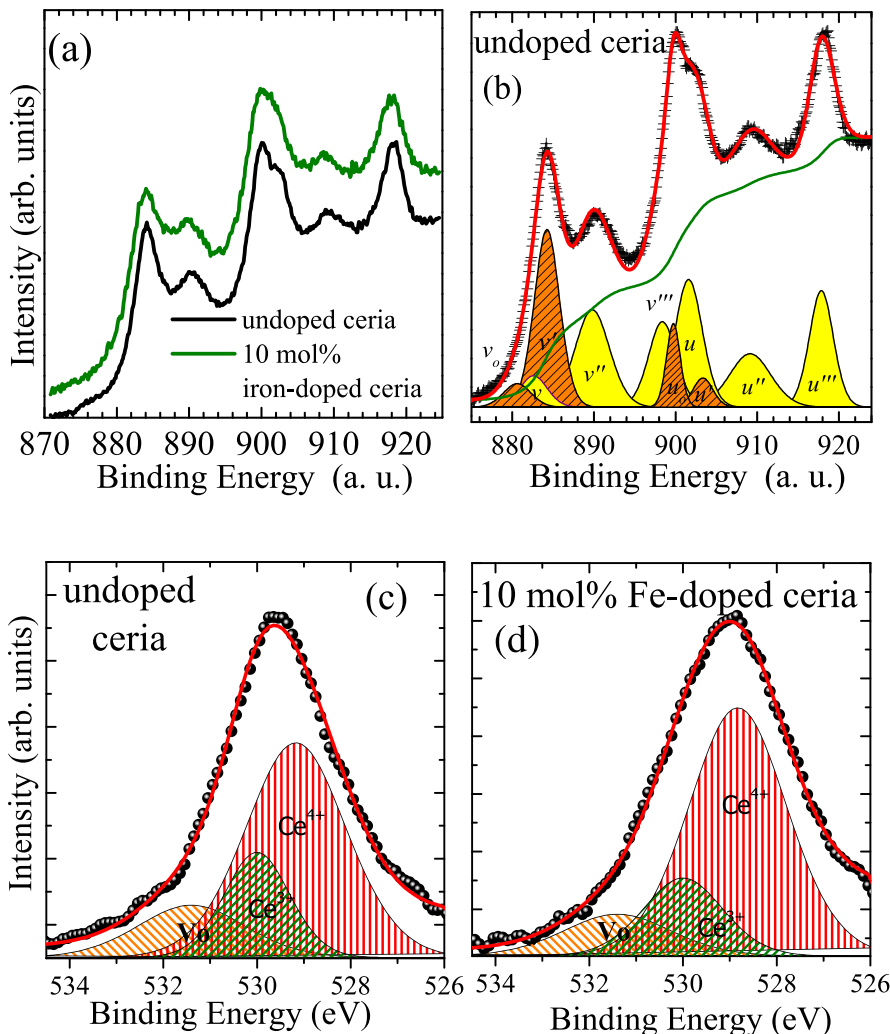 (a)
Intensity (arb. units)
undoped ceria
10 mol%
iron-doped ceria
870 880 890 900 910 920
Binding Energy (a. u.)
undoped ceria
(b)
v₀
v
v'
v''
v'''
u₀
u
u'
u''
u'''
880 890 900 910 920
Binding Energy (a. u.)
undoped
ceria
(c)
Intensity (arb. units)
Ce⁴⁺
Ce³⁺
Vo
534 532 530 528 526
Binding Energy (eV)
10 mol% Fe-doped ceria
(d)
Ce⁴⁺
Ce³⁺
Vo
534 532 530 528 526
Binding Energy (eV)